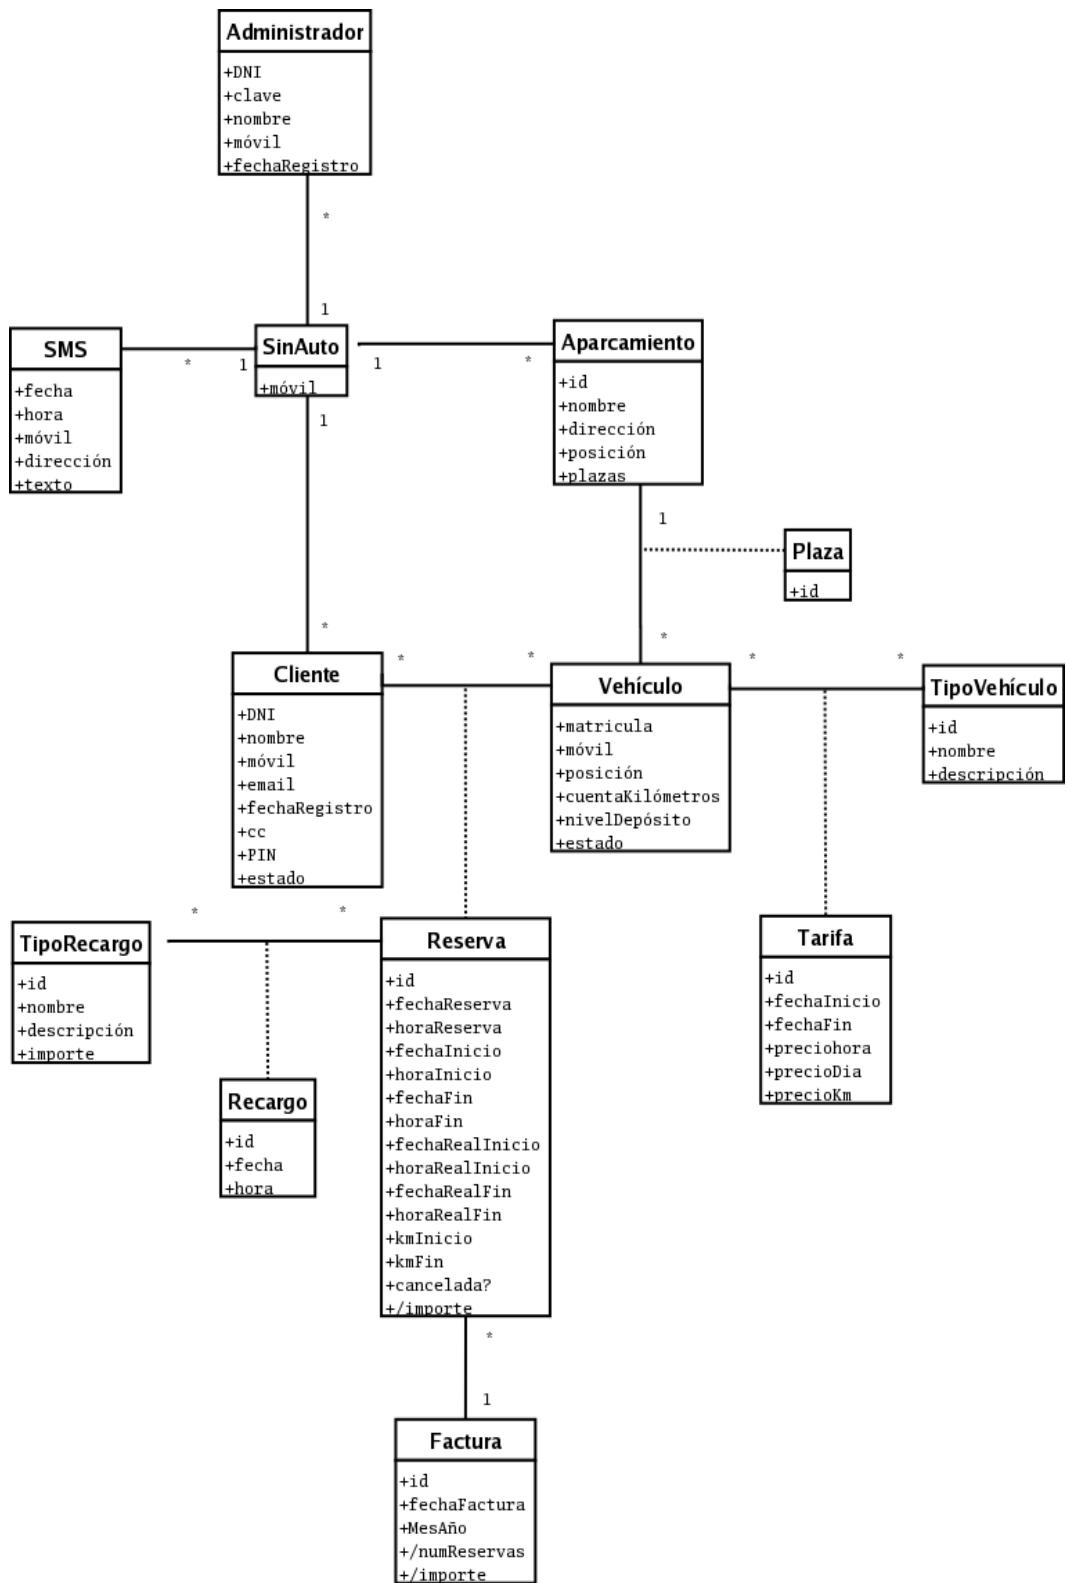 Administrador
+DNI
+clave
+nombre
+móvil
+fechaRegistro
*
1
SMS
+fecha
+hora
+móvil
+dirección
+texto
*
1
SinAuto
+móvil
1
*
1
Aparcamiento
+id
+nombre
+dirección
+posición
+plazas
1
Plaza
+id
*
*
Cliente
+DNI
+nombre
+móvil
+email
+fechaRegistro
+cc
+PIN
+estado
*
*
Vehículo
+matricula
+móvil
+posición
+cuentaKilómetros
+nivelDepósito
+estado
*
*
TipoVehículo
+id
+nombre
+descripción
TipoRecargo
+id
+nombre
+descripción
+importe
*
*
Recargo
+id
+fecha
+hora
Reserva
+id
+fechaReserva
+horaReserva
+fechaInicio
+horaInicio
+fechaFin
+horaFin
+fechaRealInicio
+horaRealInicio
+fechaRealFin
+horaRealFin
+kmInicio
+kmFin
+cancelada?
+/importe
Tarifa
+id
+fechaInicio
+fechaFin
+preciohora
+precioDia
+precioKm
*
1
Factura
+id
+fechaFactura
+MesAño
+/numReservas
+/importe